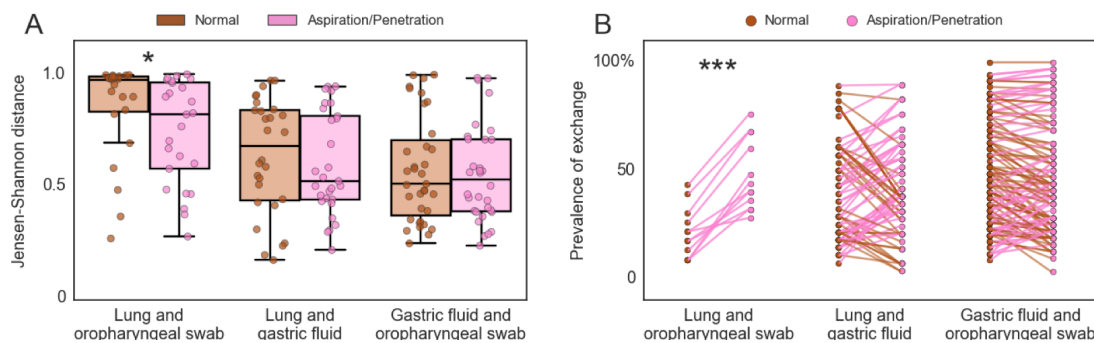 A
Normal
Aspiration/Penetration
Jensen-Shannon distance
1.0
0.5
0
*
Lung and
oropharyngeal swab
Lung and
gastric fluid
Gastric fluid and
oropharyngeal swab
B
Normal
Aspiration/Penetration
Prevalence of exchange
100%
50
0
***
Lung and
oropharyngeal swab
Lung and
gastric fluid
Gastric fluid and
oropharyngeal swab